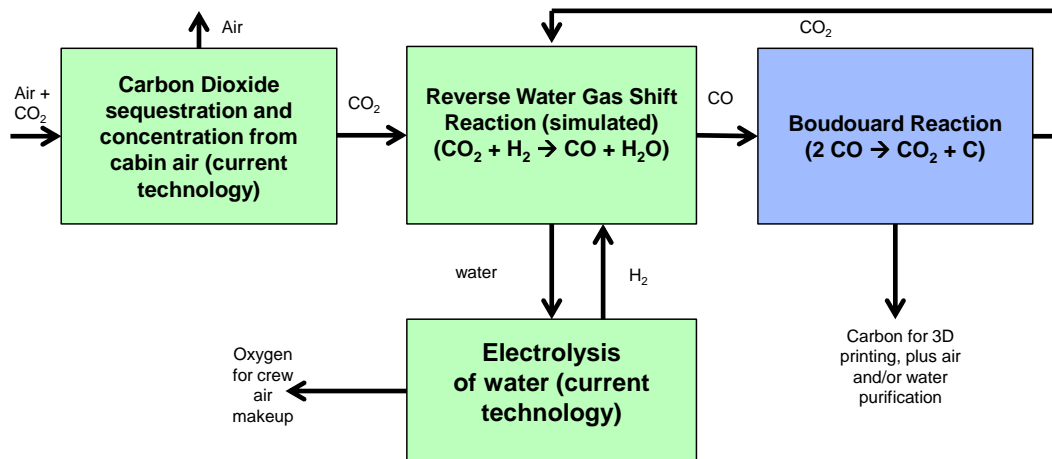 Air
CO₂
Air +
CO₂
Carbon Dioxide
sequestration and
concentration from
cabin air (current
technology)
CO₂
Reverse Water Gas Shift
Reaction (simulated)
(CO₂ + H₂ → CO + H₂O)
CO
Boudouard Reaction
(2 CO → CO₂ + C)
water
H₂
Electrolysis
of water (current
technology)
Oxygen
for crew
air
makeup
Carbon for 3D
printing, plus air
and/or water
purification